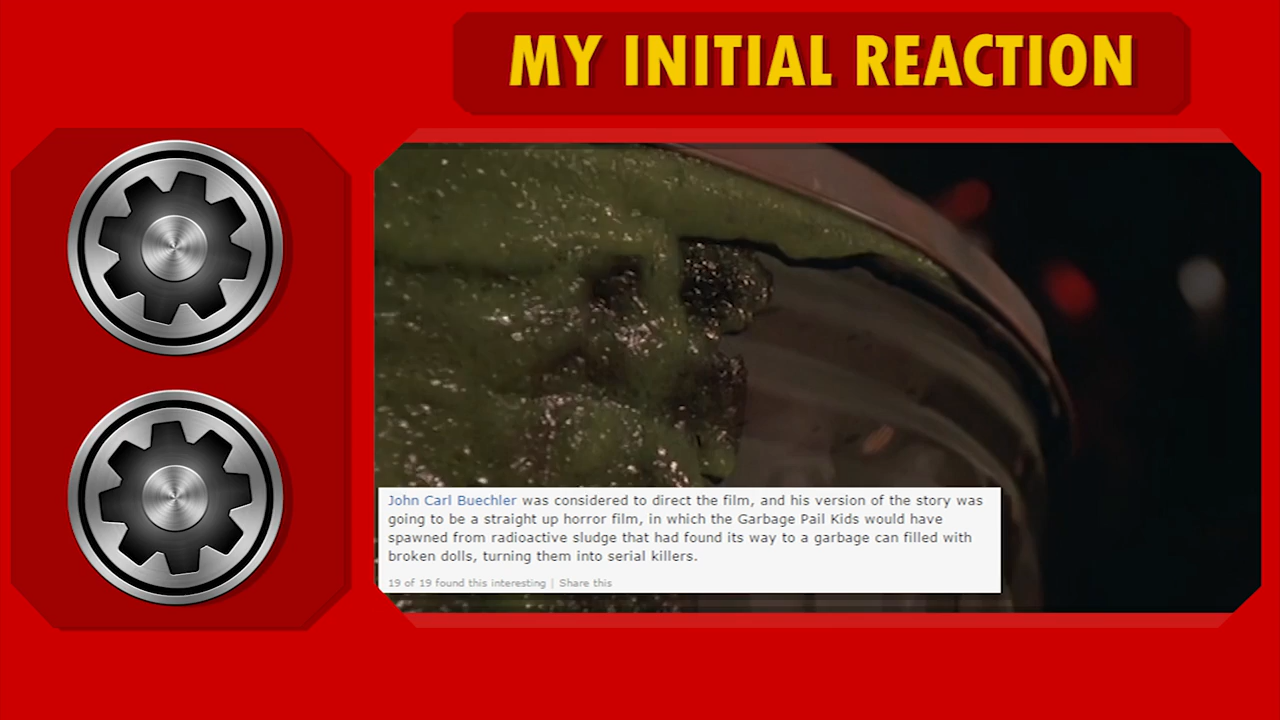 MY INITIAL REACTION
John Carl Buechler was considered to direct the film, and his version of the story was
going to be a straight up horror film, in which the Garbage Pail Kids would have
spawned from radioactive sludge that had found its way to a garbage can filled with
broken dolls, turning them into serial killers.
19 of 19 found this interesting | Share this